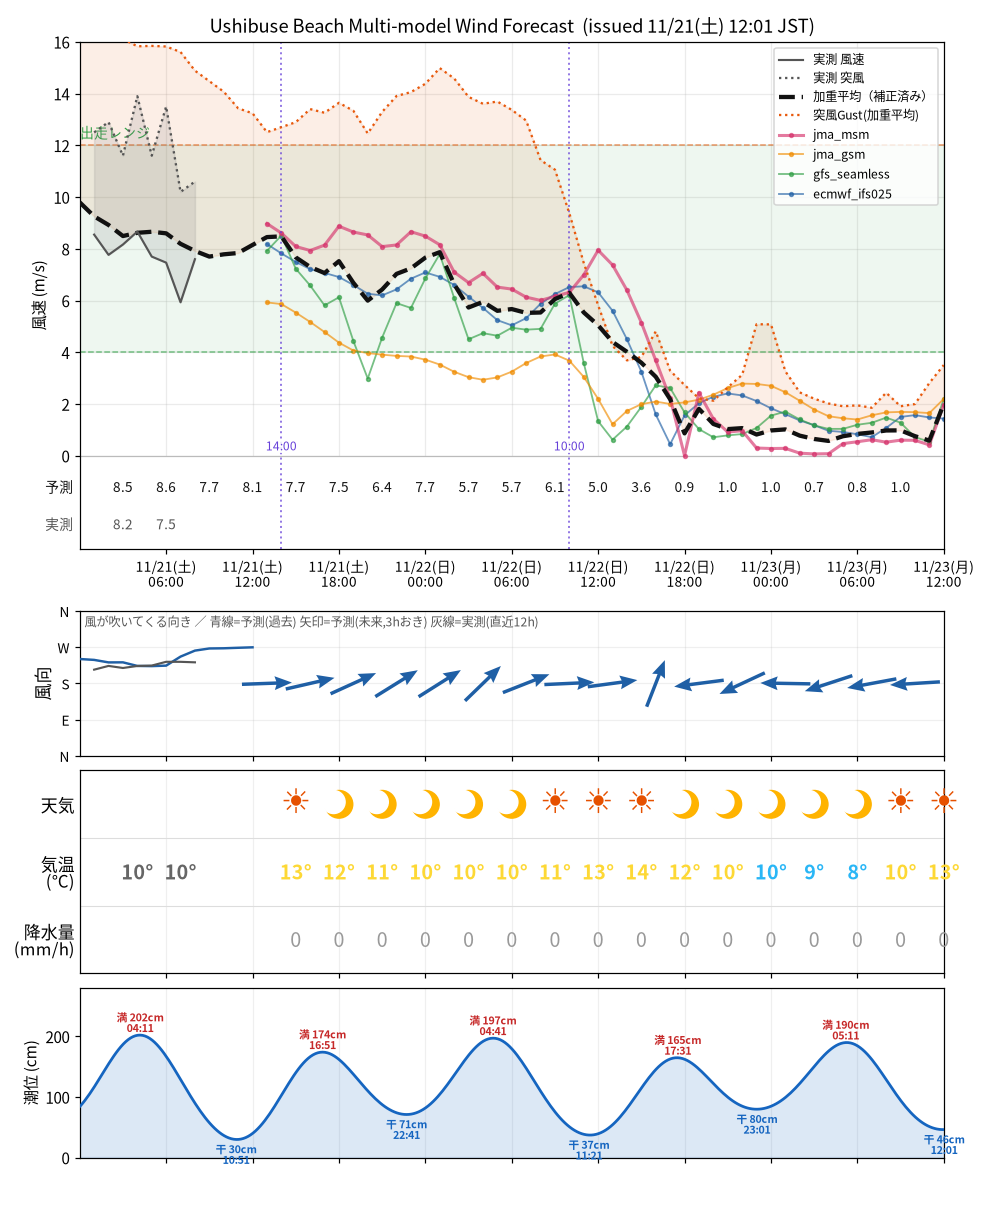 Ushibuse Beach Multi-model Wind Forecast (issued 11/21(土) 12:01 JST)
16
14
12
10
8
6
4
2
0
風速 (m/s)
出走レンジ
実測 風速
実測 突風
加重平均（補正済み）
突風Gust(加重平均)
jma_msm
jma_gsm
gfs_seamless
ecmwf_ifs025
14:00
10:00
予測 8.5 8.6 7.7 8.1 7.7 7.5 6.4 7.7 5.7 5.7 6.1 5.0 3.6 0.9 1.0 1.0 0.7 0.8 1.0
実測 8.2 7.5
11/21(土) 11/21(土) 11/21(土) 11/22(日) 11/22(日) 11/22(日) 11/22(日) 11/23(月) 11/23(月) 11/23(月)
06:00 12:00 18:00 00:00 06:00 12:00 18:00 00:00 06:00 12:00
風向
N
W
S
E
N
風が吹いてくる向き ／ 青線=予測(過去) 矢印=予測(未来,3hおき) 灰線=実測(直近12h)
天気
気温
(°C)
10° 10° 13° 12° 11° 10° 10° 10° 11° 13° 14° 12° 10° 10° 9° 8° 10° 13°
降水量
(mm/h)
0 0 0 0 0 0 0 0 0 0 0 0 0 0 0 0
潮位 (cm)
200
100
0
満 202cm
04:11
干 30cm
10:51
満 174cm
16:51
干 71cm
22:41
満 197cm
04:41
干 37cm
11:21
満 165cm
17:31
干 80cm
23:01
満 190cm
05:11
干 46cm
12:01